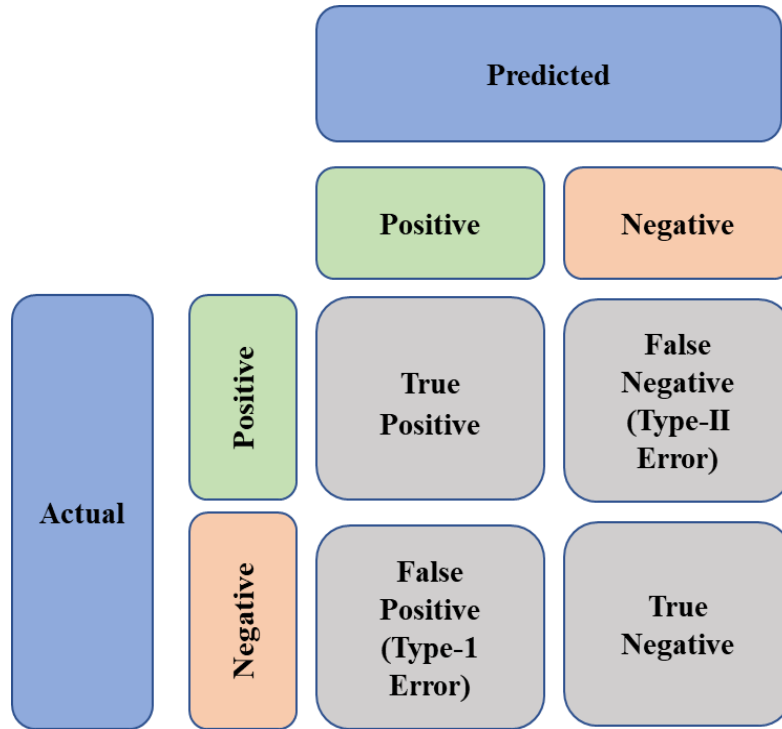 Predicted
Positive
Negative
Actual
Positive
True
Positive
False
Negative
(Type-II
Error)
Negative
False
Positive
(Type-1
Error)
True
Negative